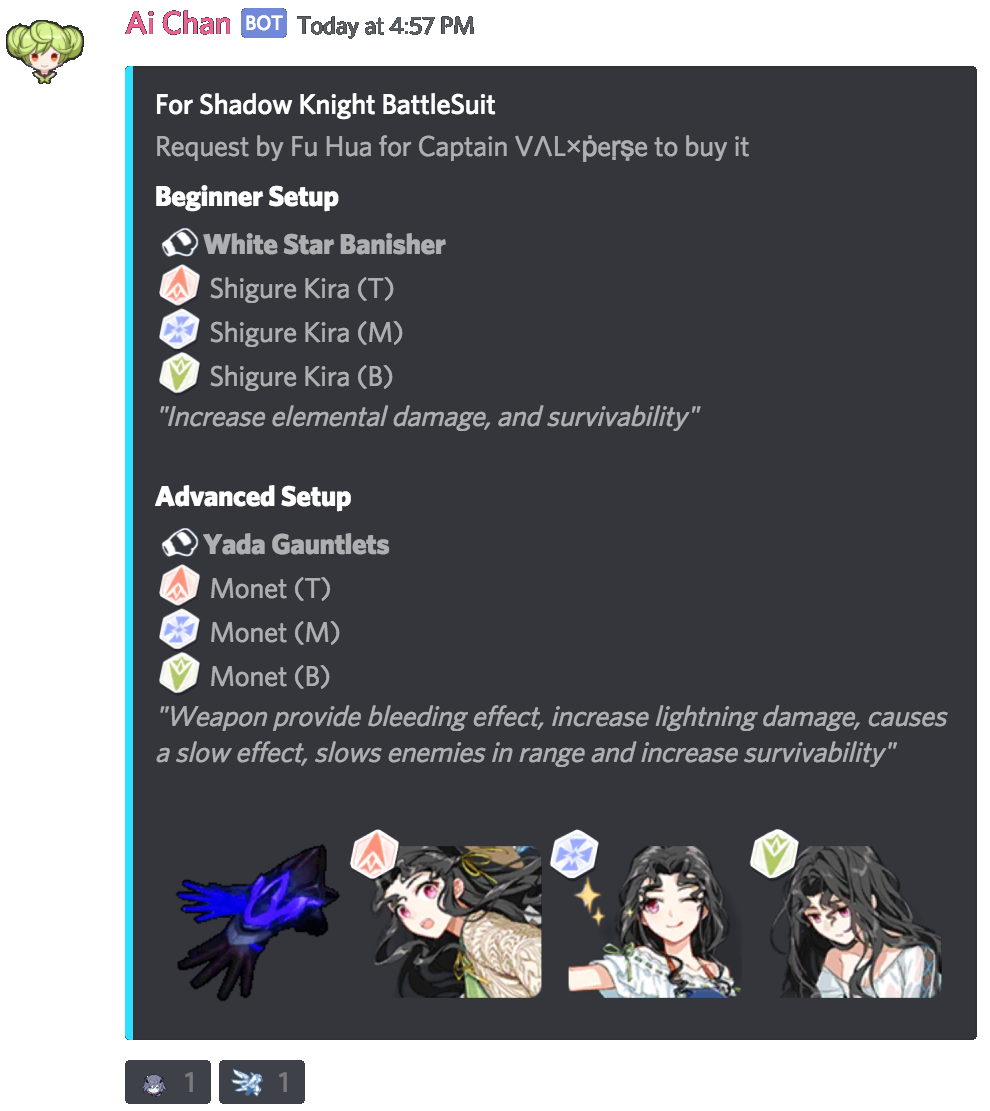 Ai Chan BOT Today at 4:57 PM
For Shadow Knight BattleSuit
Request by Fu Hua for Captain VΛL×ṗeɼşe to buy it
Beginner Setup
White Star Banisher
Shigure Kira (T)
Shigure Kira (M)
Shigure Kira (B)
"Increase elemental damage, and survivability"
Advanced Setup
Yada Gauntlets
Monet (T)
Monet (M)
Monet (B)
"Weapon provide bleeding effect, increase lightning damage, causes
a slow effect, slows enemies in range and increase survivability"
1 1